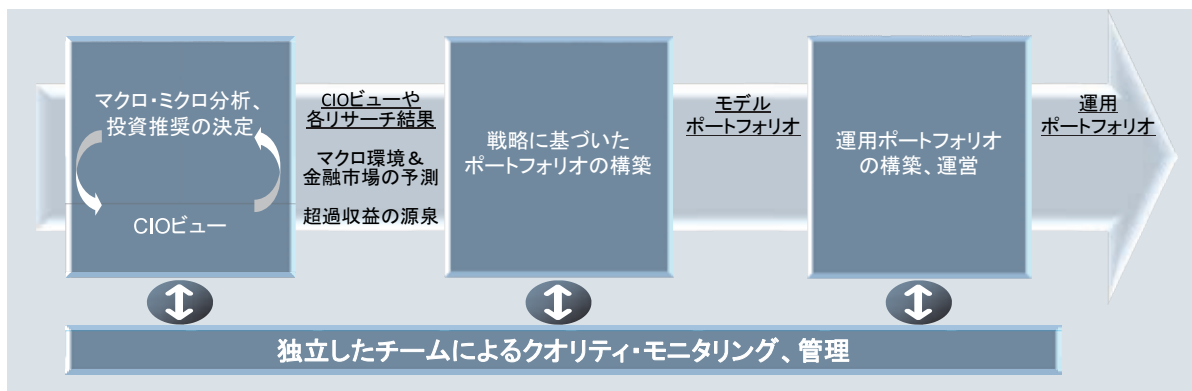 マクロ・ミクロ分析、
投資推奨の決定
CIOビュー
CIOビューや
各リサーチ結果
マクロ環境＆
金融市場の予測
超過収益の源泉
戦略に基づいた
ポートフォリオの構築
モデル
ポートフォリオ
運用ポートフォリオ
の構築、運営
運用
ポートフォリオ
独立したチームによるクオリティ・モニタリング、管理